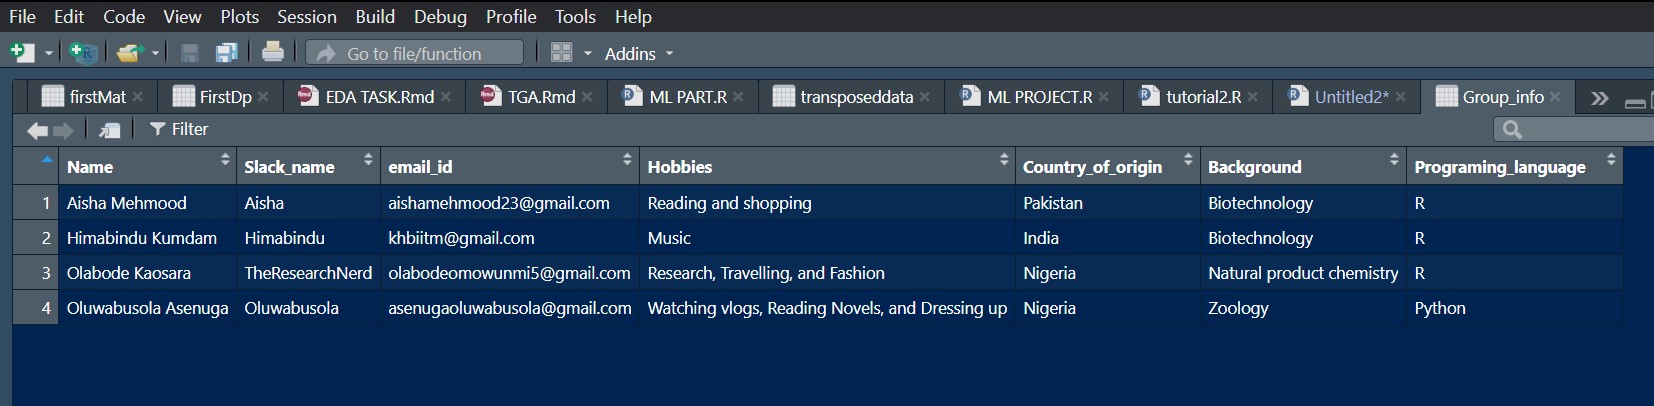 File Edit Code View Plots Session Build Debug Profile Tools Help
Go to file/function Addins
firstMat FirstDp EDA TASK.Rmd TGA.Rmd ML PART.R transposeddata ML PROJECT.R tutorial2.R Untitled2* Group_info
Filter
Name Slack_name email_id Hobbies Country_of_origin Background Programing_language
1 Aisha Mehmood Aisha aishamehmood23@gmail.com Reading and shopping Pakistan Biotechnology R
2 Himabindu Kumdam Himabindu khbiitm@gmail.com Music India Biotechnology R
3 Olabode Kaosara TheResearchNerd olabodeomowunmi5@gmail.com Research, Travelling, and Fashion Nigeria Natural product chemistry R
4 Oluwabusola Asenuga Oluwabusola asenugaoluwabusola@gmail.com Watching vlogs, Reading Novels, and Dressing up Nigeria Zoology Python